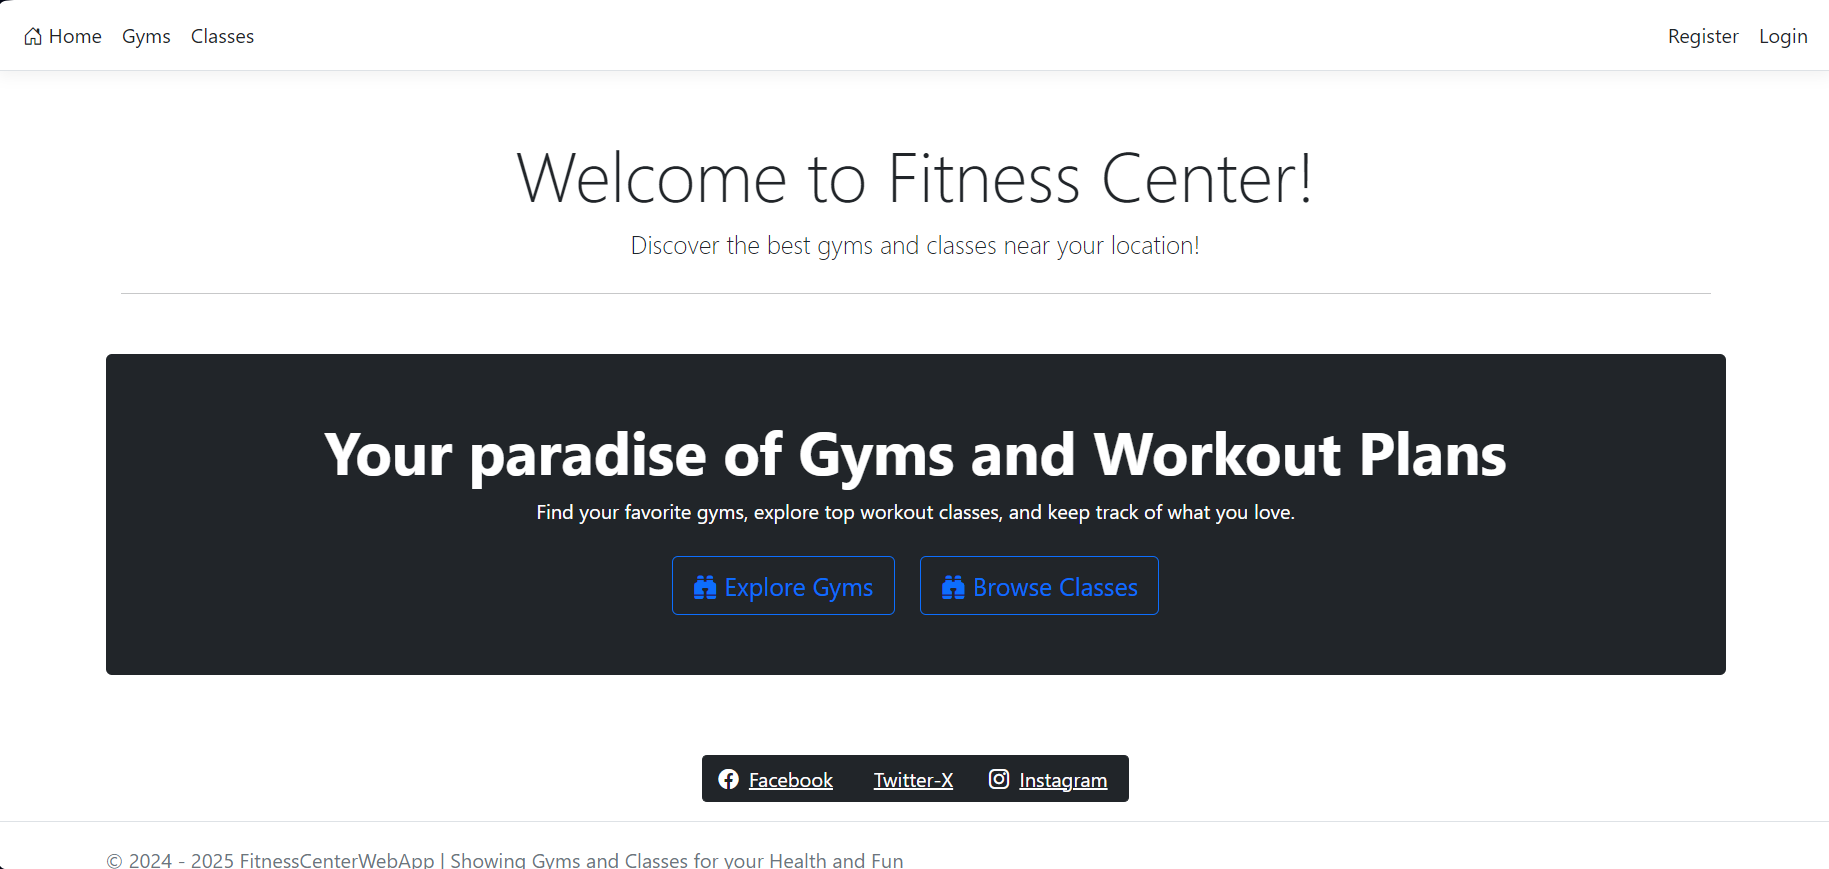 Home Gyms Classes Register Login
Welcome to Fitness Center!
Discover the best gyms and classes near your location!
Your paradise of Gyms and Workout Plans
Find your favorite gyms, explore top workout classes, and keep track of what you love.
Explore Gyms Browse Classes
Facebook Twitter-X Instagram
© 2024 - 2025 FitnessCenterWebApp | Showing Gyms and Classes for your Health and Fun